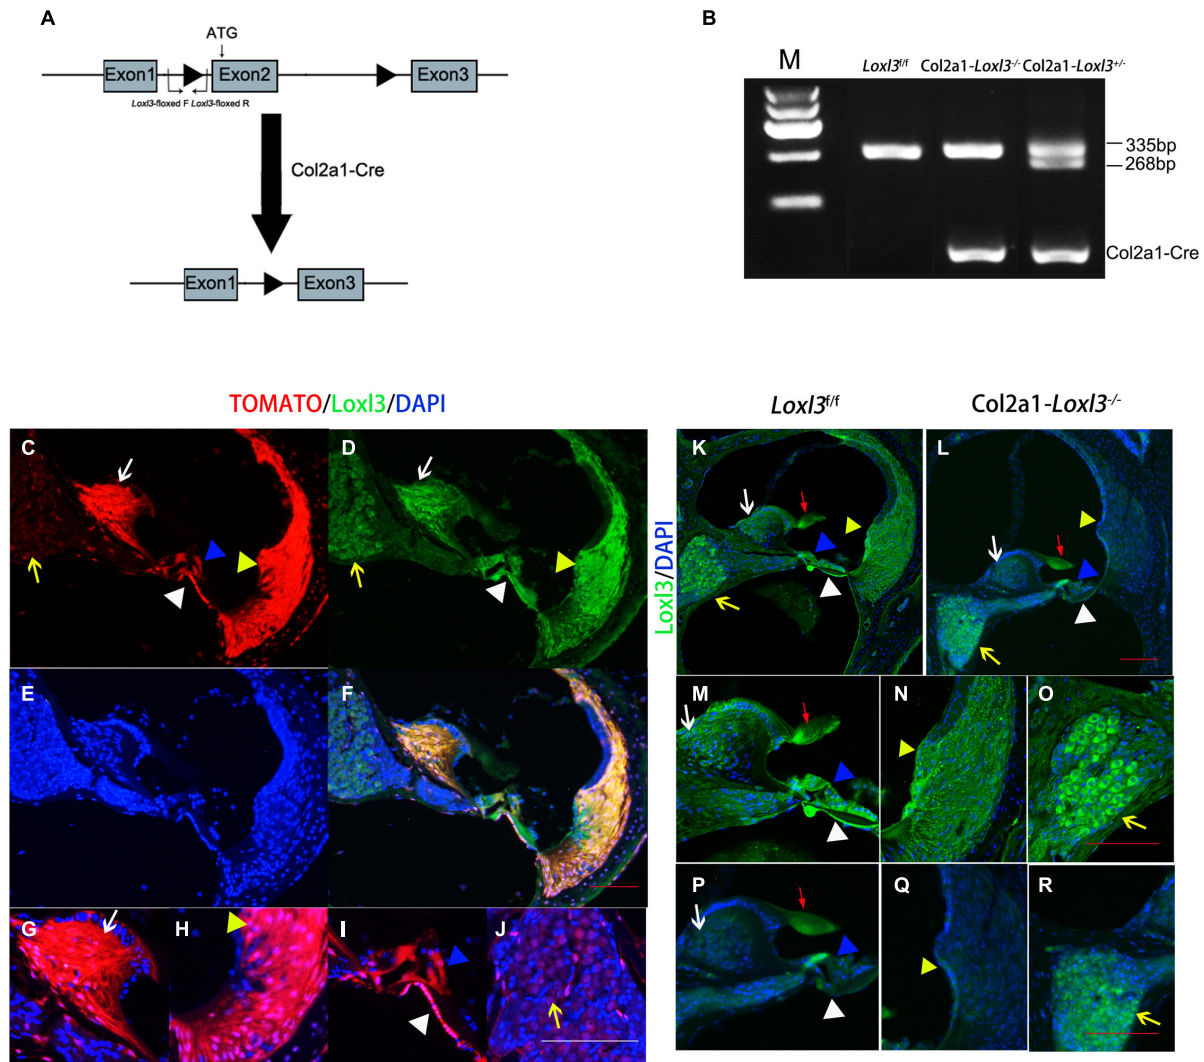 A
ATG
Exon1
Exon2
Exon3
Loxl3-floxed F Loxl3-floxed R
Col2a1-Cre
Exon1
Exon3
B
M
Loxl3f/f
Col2a1-Loxl3-/-
Col2a1-Loxl3+/-
335bp
268bp
Col2a1-Cre
TOMATO/Loxl3/DAPI
C
D
E
F
G
H
I
J
Loxl3f/f
Col2a1-Loxl3-/-
Loxl3/DAPI
K
L
M
N
O
P
Q
R